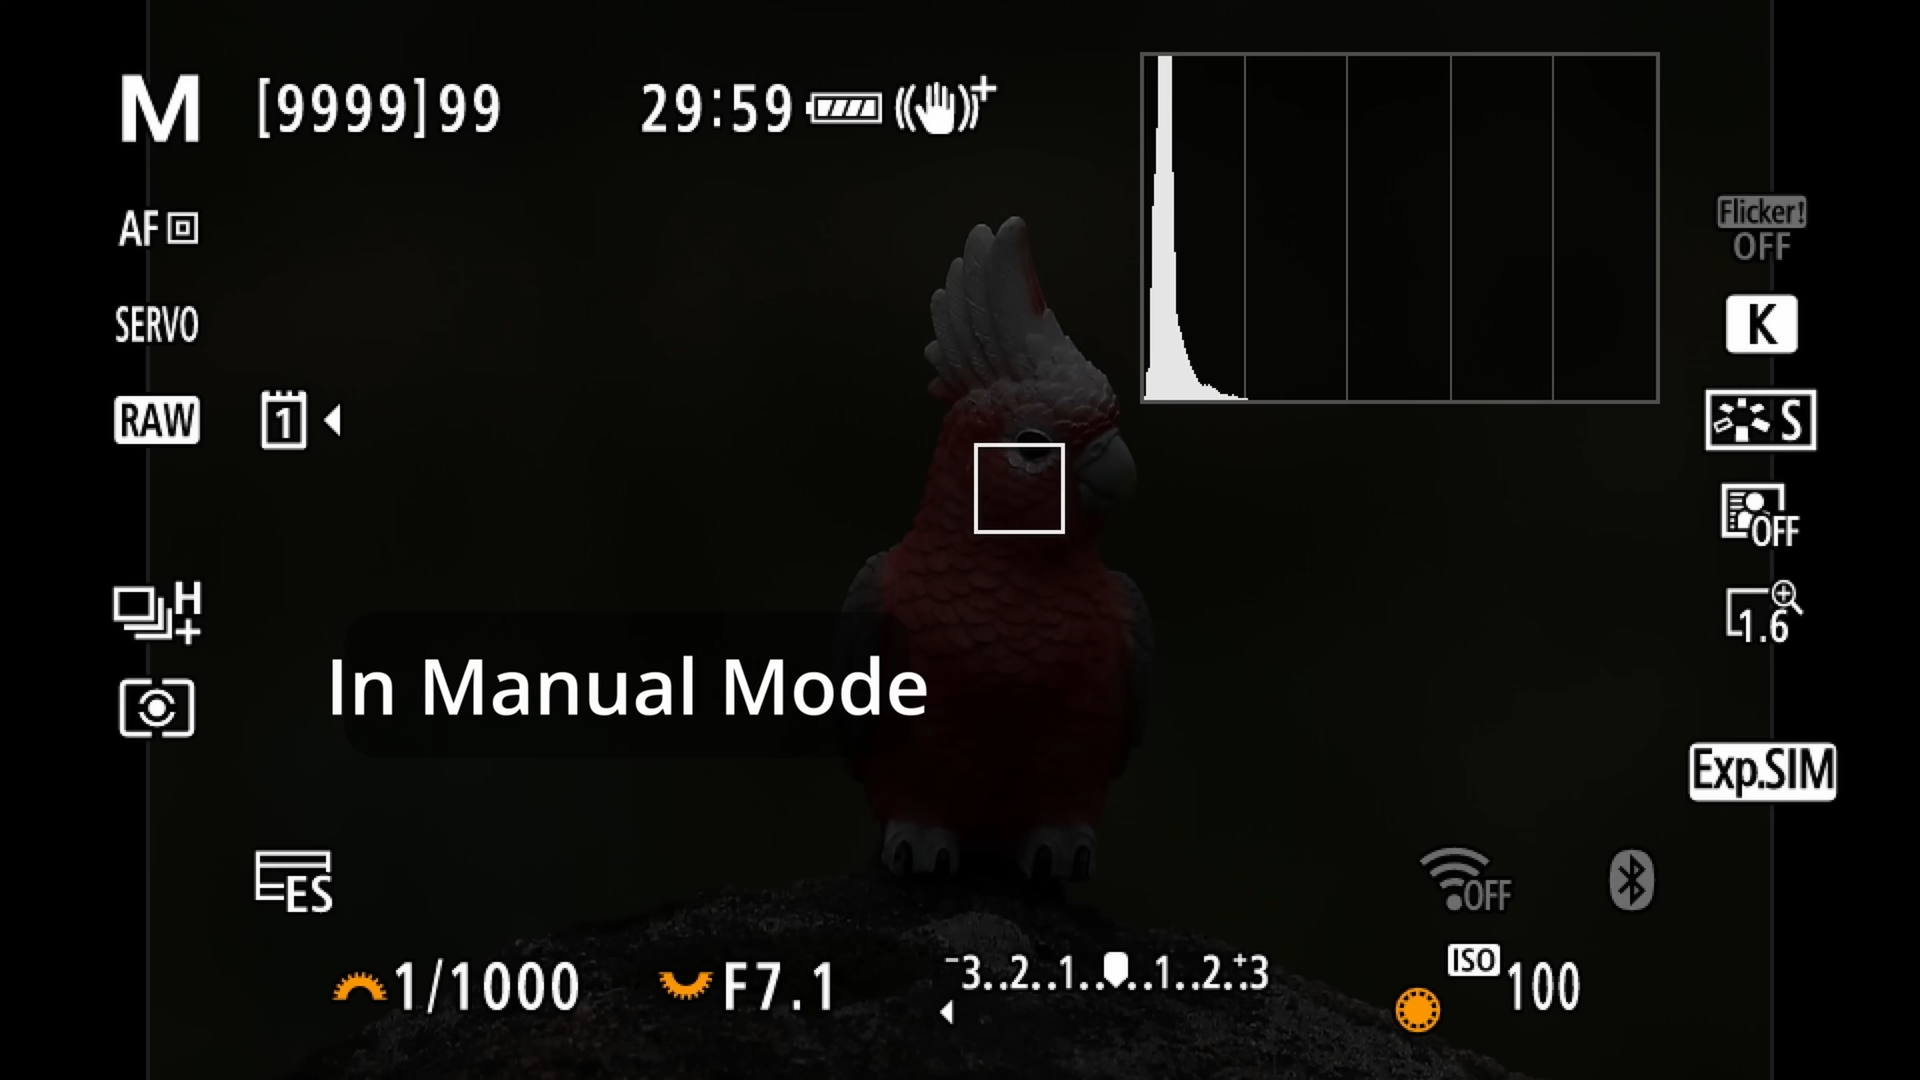 M [9999]99 29:59 +
AF
SERVO
RAW 1
H
+
In Manual Mode
ES
1/1000 F7.1 -3..2..1....1..2..+3 ISO 100
Flicker!
OFF
K
S
OFF
1.6
Exp.SIM
OFF